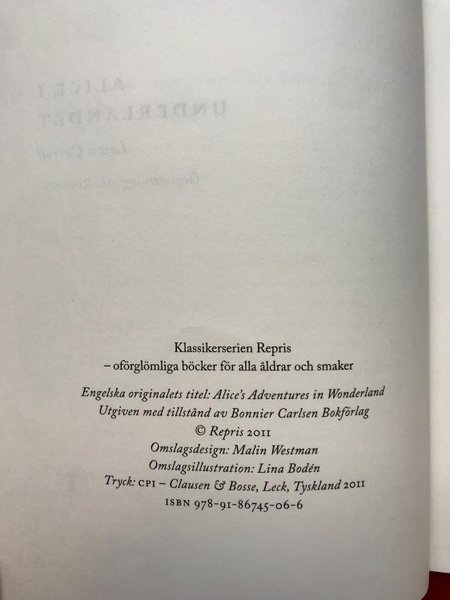 Klassikerserien Repris
– oförglömliga böcker för alla åldrar och smaker
Engelska originalets titel: Alice's Adventures in Wonderland
Utgiven med tillstånd av Bonnier Carlsen Bokförlag
© Repris 2011
Omslagsdesign: Malin Westman
Omslagsillustration: Lina Bodén
Tryck: CPI – Clausen & Bosse, Leck, Tyskland 2011
ISBN 978-91-86745-06-6